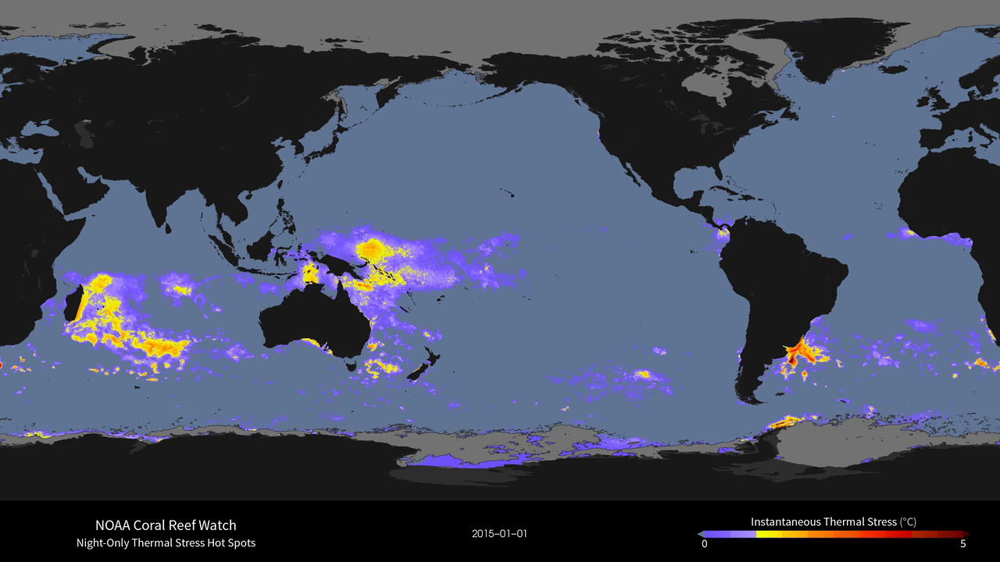 NOAA Coral Reef Watch
Night-Only Thermal Stress Hot Spots
2015-01-01
Instantaneous Thermal Stress (°C)
0 5